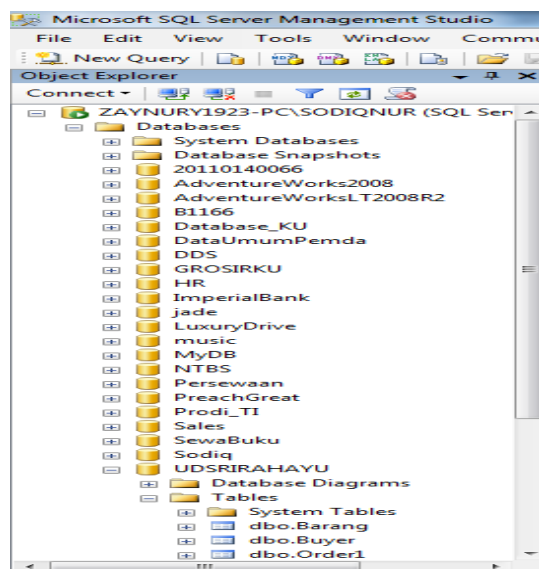 Microsoft SQL Server Management Studio
File Edit View Tools Window Commu
New Query
Object Explorer
Connect
ZAYNURY1923-PC\SODIQNUR (SQL Ser
Databases
System Databases
Database Snapshots
20110140066
AdventureWorks2008
AdventureWorksLT2008R2
B1166
Database_KU
DataUmumPemda
DDS
GROSIRKU
HR
ImperialBank
jade
LuxuryDrive
music
MyDB
NTBS
Persewaan
PreachGreat
Prodi_TI
Sales
SewaBuku
Sodiq
UDSRIRAHAYU
Database Diagrams
Tables
System Tables
dbo.Barang
dbo.Buyer
dbo.Order1